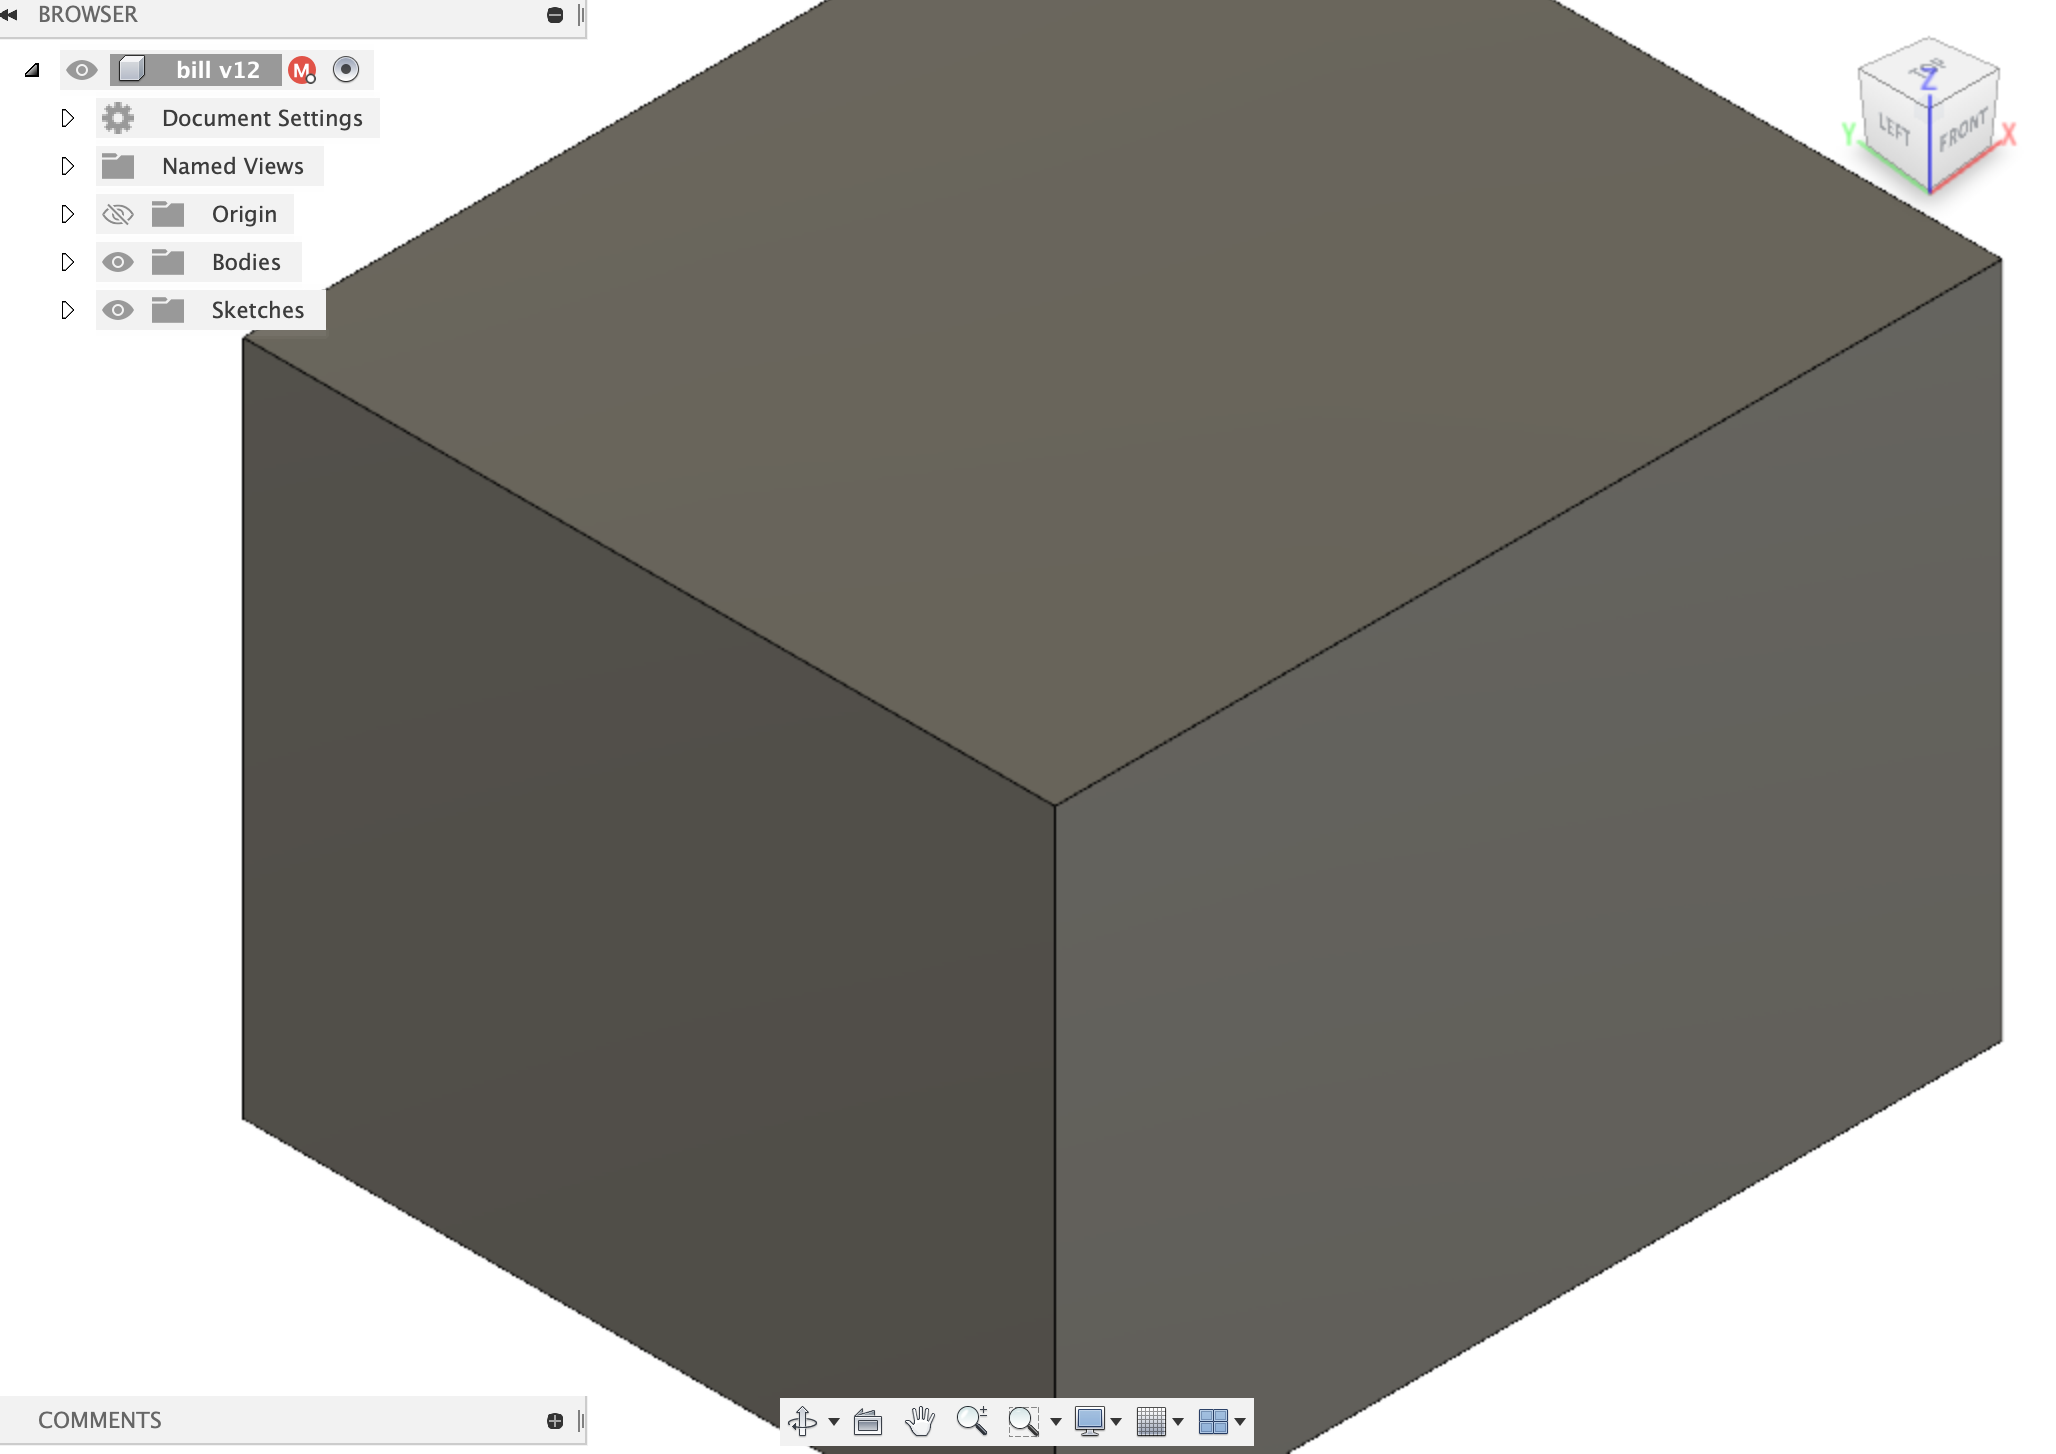 BROWSER
bill v12 M
Document Settings
Named Views
Origin
Bodies
Sketches
TOP
Z
LEFT
FRONT
Y
X
COMMENTS